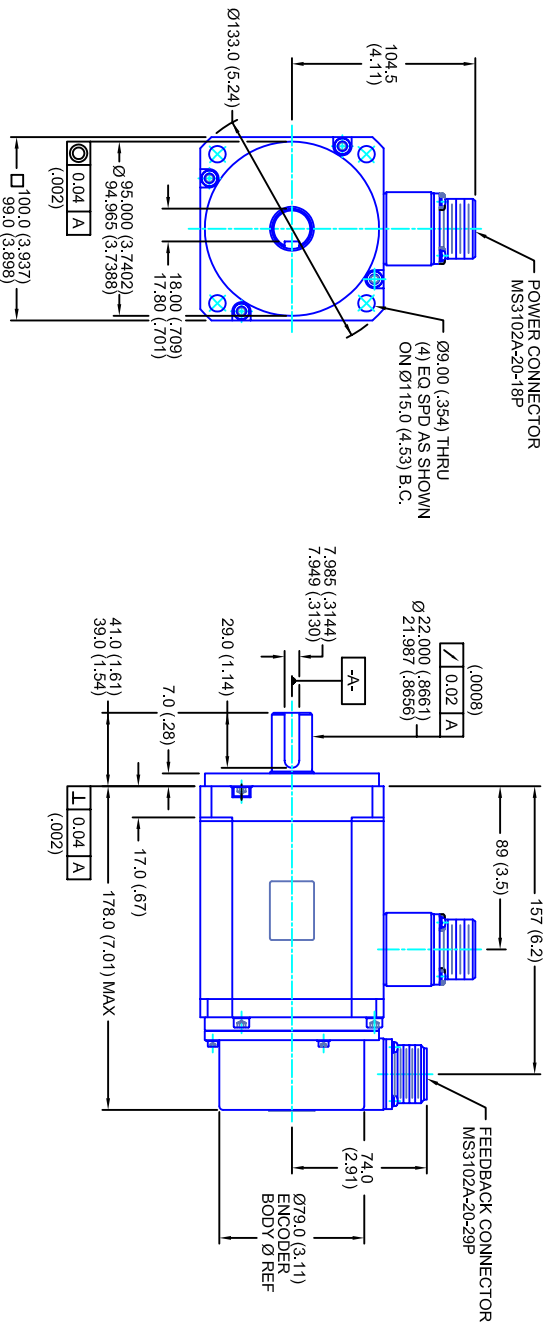 POWER CONNECTOR
MS3102A-20-18P
104.5
(4.11)
Ø133.0 (5.24)
Ø9.00 (.354) THRU
(4) EQ SPD AS SHOWN
ON Ø115.0 (4.53) B.C.
18.00 (.709)
17.80 (.701)
Ø 95.000 (3.7402)
94.965 (3.7388)
◎ 0.04 A
(.002)
□ 100.0 (3.937)
99.0 (3.898)
FEEDBACK CONNECTOR
MS3102A-20-29P
157 (6.2)
89 (3.5)
74.0
(2.91)
Ø79.0 (3.11)
ENCODER
BODY Ø REF
(.0008)
/ 0.02 A
Ø 22.000 (.8661)
21.987 (.8656)
-A-
7.985 (.3144)
7.949 (.3130)
29.0 (1.14)
7.0 (.28)
41.0 (1.61)
39.0 (1.54)
17.0 (.67)
178.0 (7.01) MAX
⊥ 0.04 A
(.002)